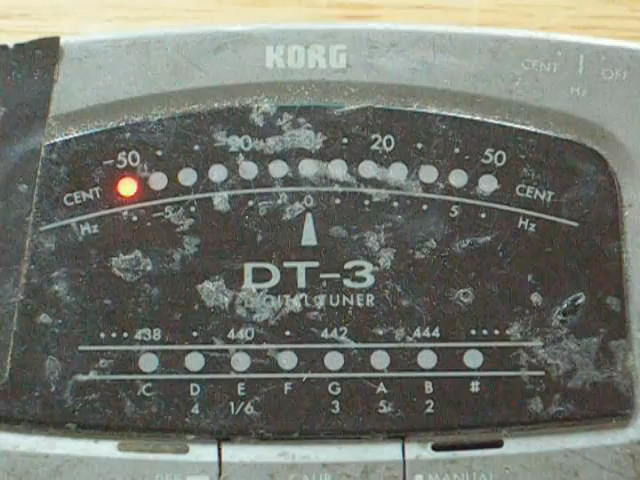 KORG
CENT | OFF
Hz
-50 20 20 50
CENT CENT
Hz 5 0 5 Hz
DT-3
DIGITAL TUNER
438 440 442 444
C D E F G A B #
4 1/6 3 5 2
MANUAL